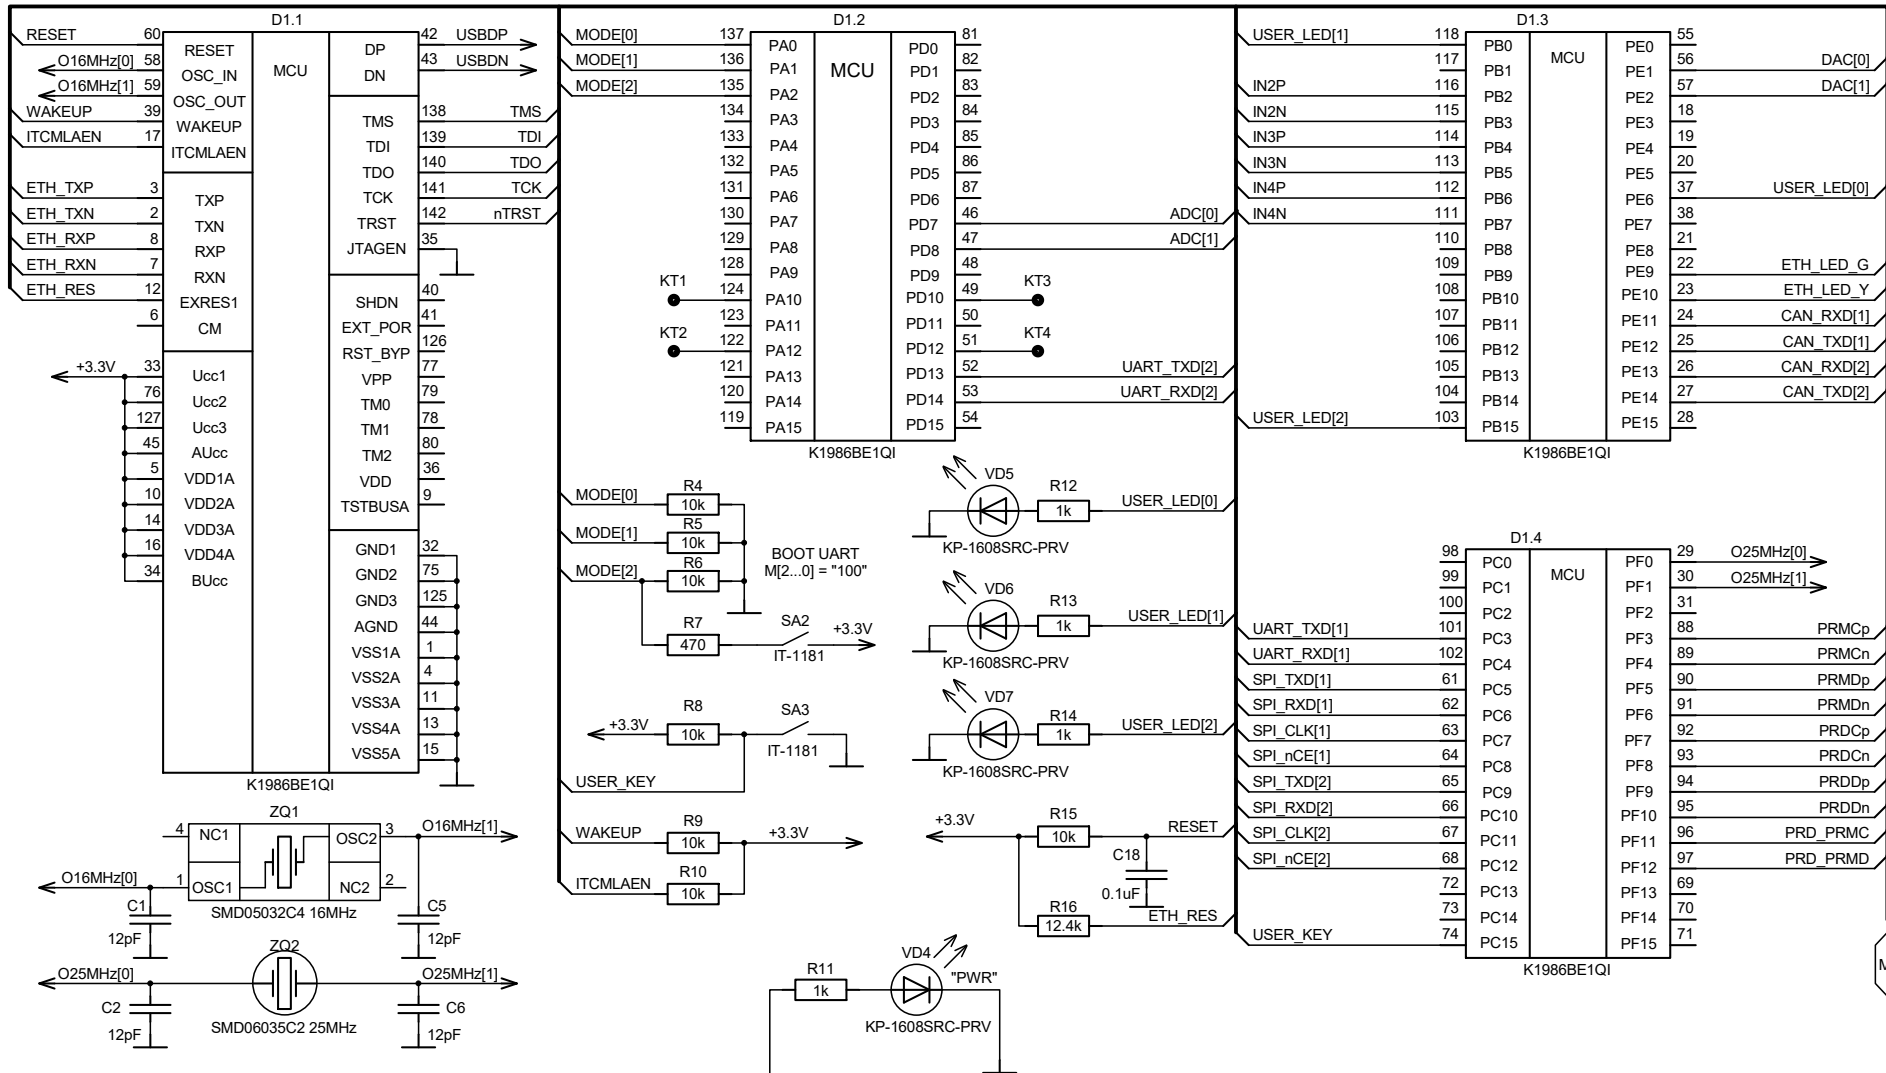 D1.1
RESET 60 RESET MCU DP 42 USBDP
O16MHz[0] 58 OSC_IN DN 43 USBDN
O16MHz[1] 59 OSC_OUT
WAKEUP 39 WAKEUP TMS 138 TMS
ITCMLAEN 17 ITCMLAEN TDI 139 TDI
TDO 140 TDO
ETH_TXP 3 TXP TCK 141 TCK
ETH_TXN 2 TXN TRST 142 nTRST
ETH_RXP 8 RXP JTAGEN 35
ETH_RXN 7 RXN
ETH_RES 12 EXRES1 SHDN 40
6 CM EXT_POR 41
RST_BYP 126
+3.3V 33 Ucc1 VPP 77
76 Ucc2 TM0 79
127 Ucc3 TM1 78
45 AUcc TM2 80
5 VDD1A VDD 36
10 VDD2A TSTBUSA 9
14 VDD3A
16 VDD4A GND1 32
34 BUcc GND2 75
GND3 125
AGND 44
VSS1A 1
VSS2A 4
VSS3A 11
VSS4A 13
VSS5A 15
K1986BE1QI
ZQ1
4 NC1 OSC2 3 O16MHz[1]
O16MHz[0] 1 OSC1 NC2 2
SMD05032C4 16MHz
C1 12pF
C5 12pF
ZQ2
O25MHz[0] O25MHz[1]
SMD06035C2 25MHz
C2 12pF
C6 12pF
D1.2
MODE[0] 137 PA0 MCU PD0 81
MODE[1] 136 PA1 PD1 82
MODE[2] 135 PA2 PD2 83
134 PA3 PD3 84
133 PA4 PD4 85
132 PA5 PD5 86
131 PA6 PD6 87
130 PA7 PD7 46 ADC[0]
129 PA8 PD8 47 ADC[1]
128 PA9 PD9 48
KT1 124 PA10 PD10 49 KT3
123 PA11 PD11 50
KT2 122 PA12 PD12 51 KT4
121 PA13 PD13 52 UART_TXD[2]
120 PA14 PD14 53 UART_RXD[2]
119 PA15 PD15 54
K1986BE1QI
MODE[0] R4 10k
MODE[1] R5 10k
MODE[2] R6 10k
BOOT UART
M[2...0] = "100"
R7 470 SA2 IT-1181 +3.3V
+3.3V R8 10k SA3 IT-1181
USER_KEY
WAKEUP R9 10k +3.3V
ITCMLAEN R10 10k
VD5 KP-1608SRC-PRV R12 1k USER_LED[0]
VD6 KP-1608SRC-PRV R13 1k USER_LED[1]
VD7 KP-1608SRC-PRV R14 1k USER_LED[2]
+3.3V R15 10k RESET
C18 0.1uF
R16 12.4k ETH_RES
R11 1k VD4 "PWR"
KP-1608SRC-PRV
D1.3
USER_LED[1] 118 PB0 MCU PE0 55
117 PB1 PE1 56 DAC[0]
IN2P 116 PB2 PE2 57 DAC[1]
IN2N 115 PB3 PE3 18
IN3P 114 PB4 PE4 19
IN3N 113 PB5 PE5 20
IN4P 112 PB6 PE6 37 USER_LED[0]
IN4N 111 PB7 PE7 38
110 PB8 PE8 21
109 PB9 PE9 22 ETH_LED_G
108 PB10 PE10 23 ETH_LED_Y
107 PB11 PE11 24 CAN_RXD[1]
106 PB12 PE12 25 CAN_TXD[1]
105 PB13 PE13 26 CAN_RXD[2]
104 PB14 PE14 27 CAN_TXD[2]
USER_LED[2] 103 PB15 PE15 28
K1986BE1QI
D1.4
98 PC0 MCU PF0 29 O25MHz[0]
99 PC1 PF1 30 O25MHz[1]
100 PC2 PF2 31
UART_TXD[1] 101 PC3 PF3 88 PRMCp
UART_RXD[1] 102 PC4 PF4 89 PRMCn
SPI_TXD[1] 61 PC5 PF5 90 PRMDp
SPI_RXD[1] 62 PC6 PF6 91 PRMDn
SPI_CLK[1] 63 PC7 PF7 92 PRDCp
SPI_nCE[1] 64 PC8 PF8 93 PRDCn
SPI_TXD[2] 65 PC9 PF9 94 PRDDp
SPI_RXD[2] 66 PC10 PF10 95 PRDDn
SPI_CLK[2] 67 PC11 PF11 96 PRD_PRMC
SPI_nCE[2] 68 PC12 PF12 97 PRD_PRMD
72 PC13 PF13 69
73 PC14 PF14 70
USER_KEY 74 PC15 PF15 71
K1986BE1QI